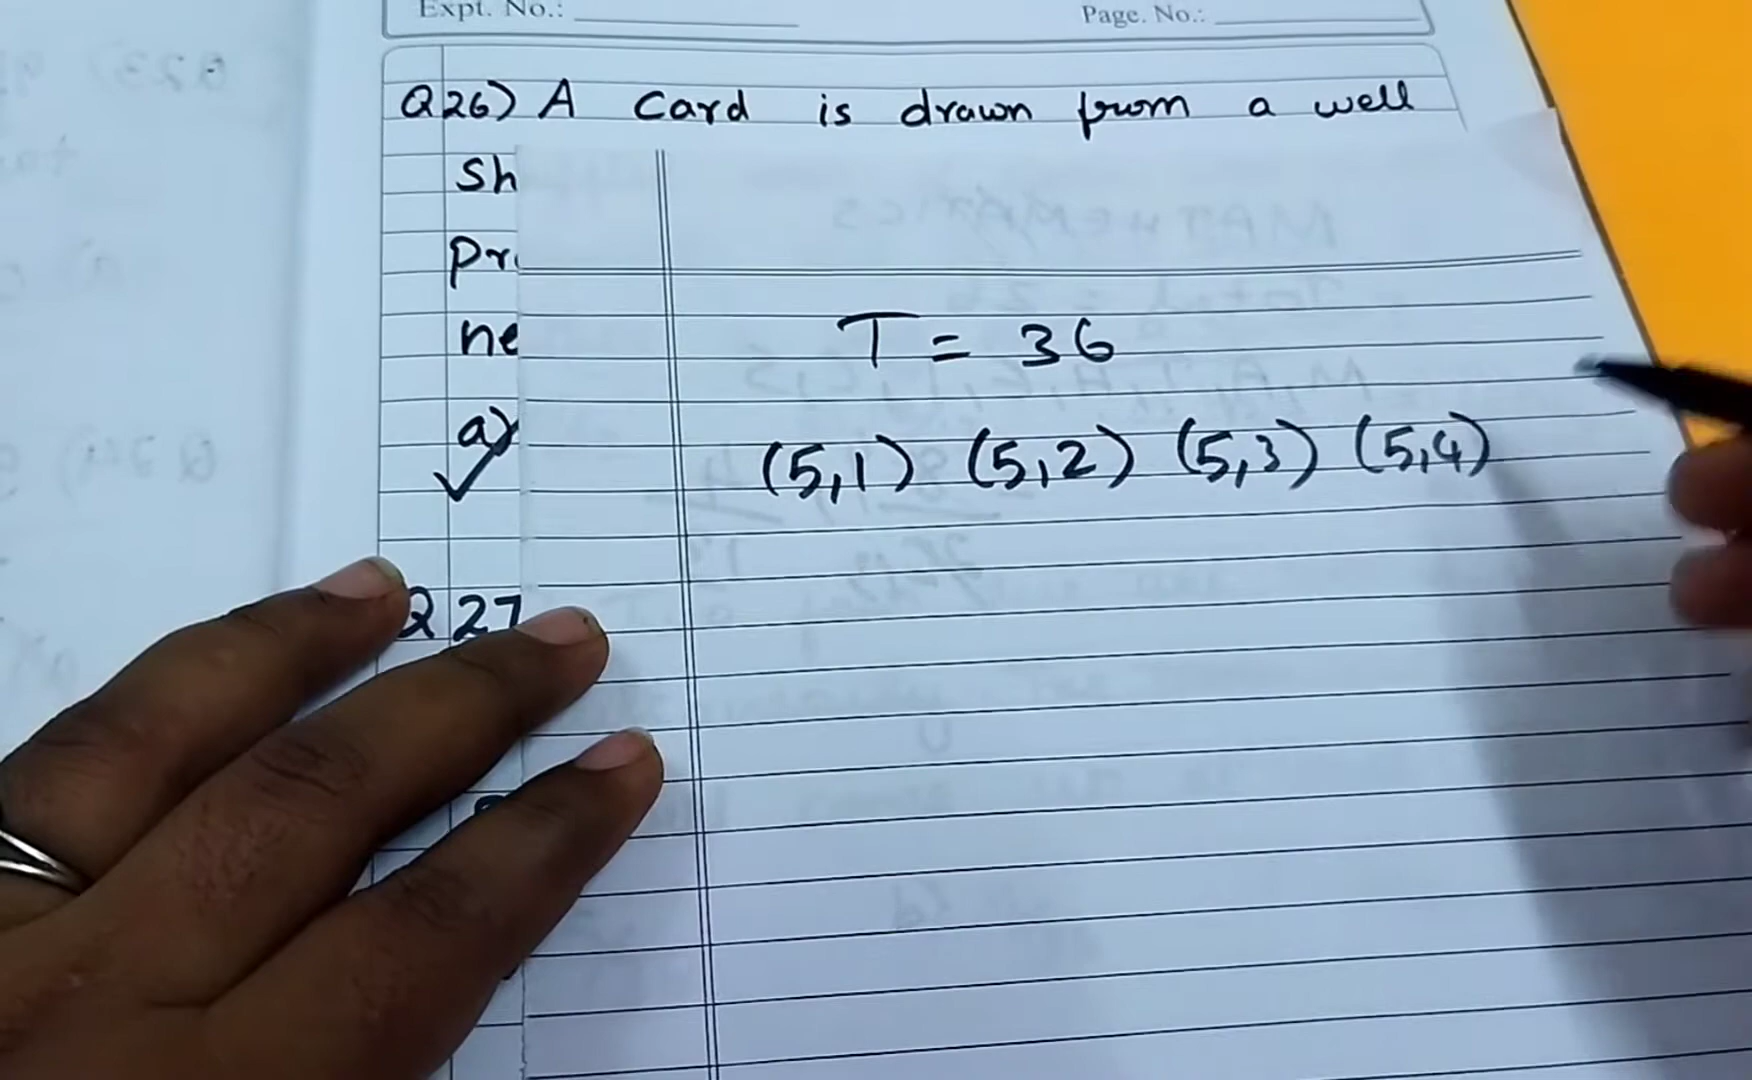 Expt. No.:
Page. No.:
Q26) A Card is drawn from a well
Sh
Pr
ne
a)
T = 36
(5,1) (5,2) (5,3) (5,4)
Q27